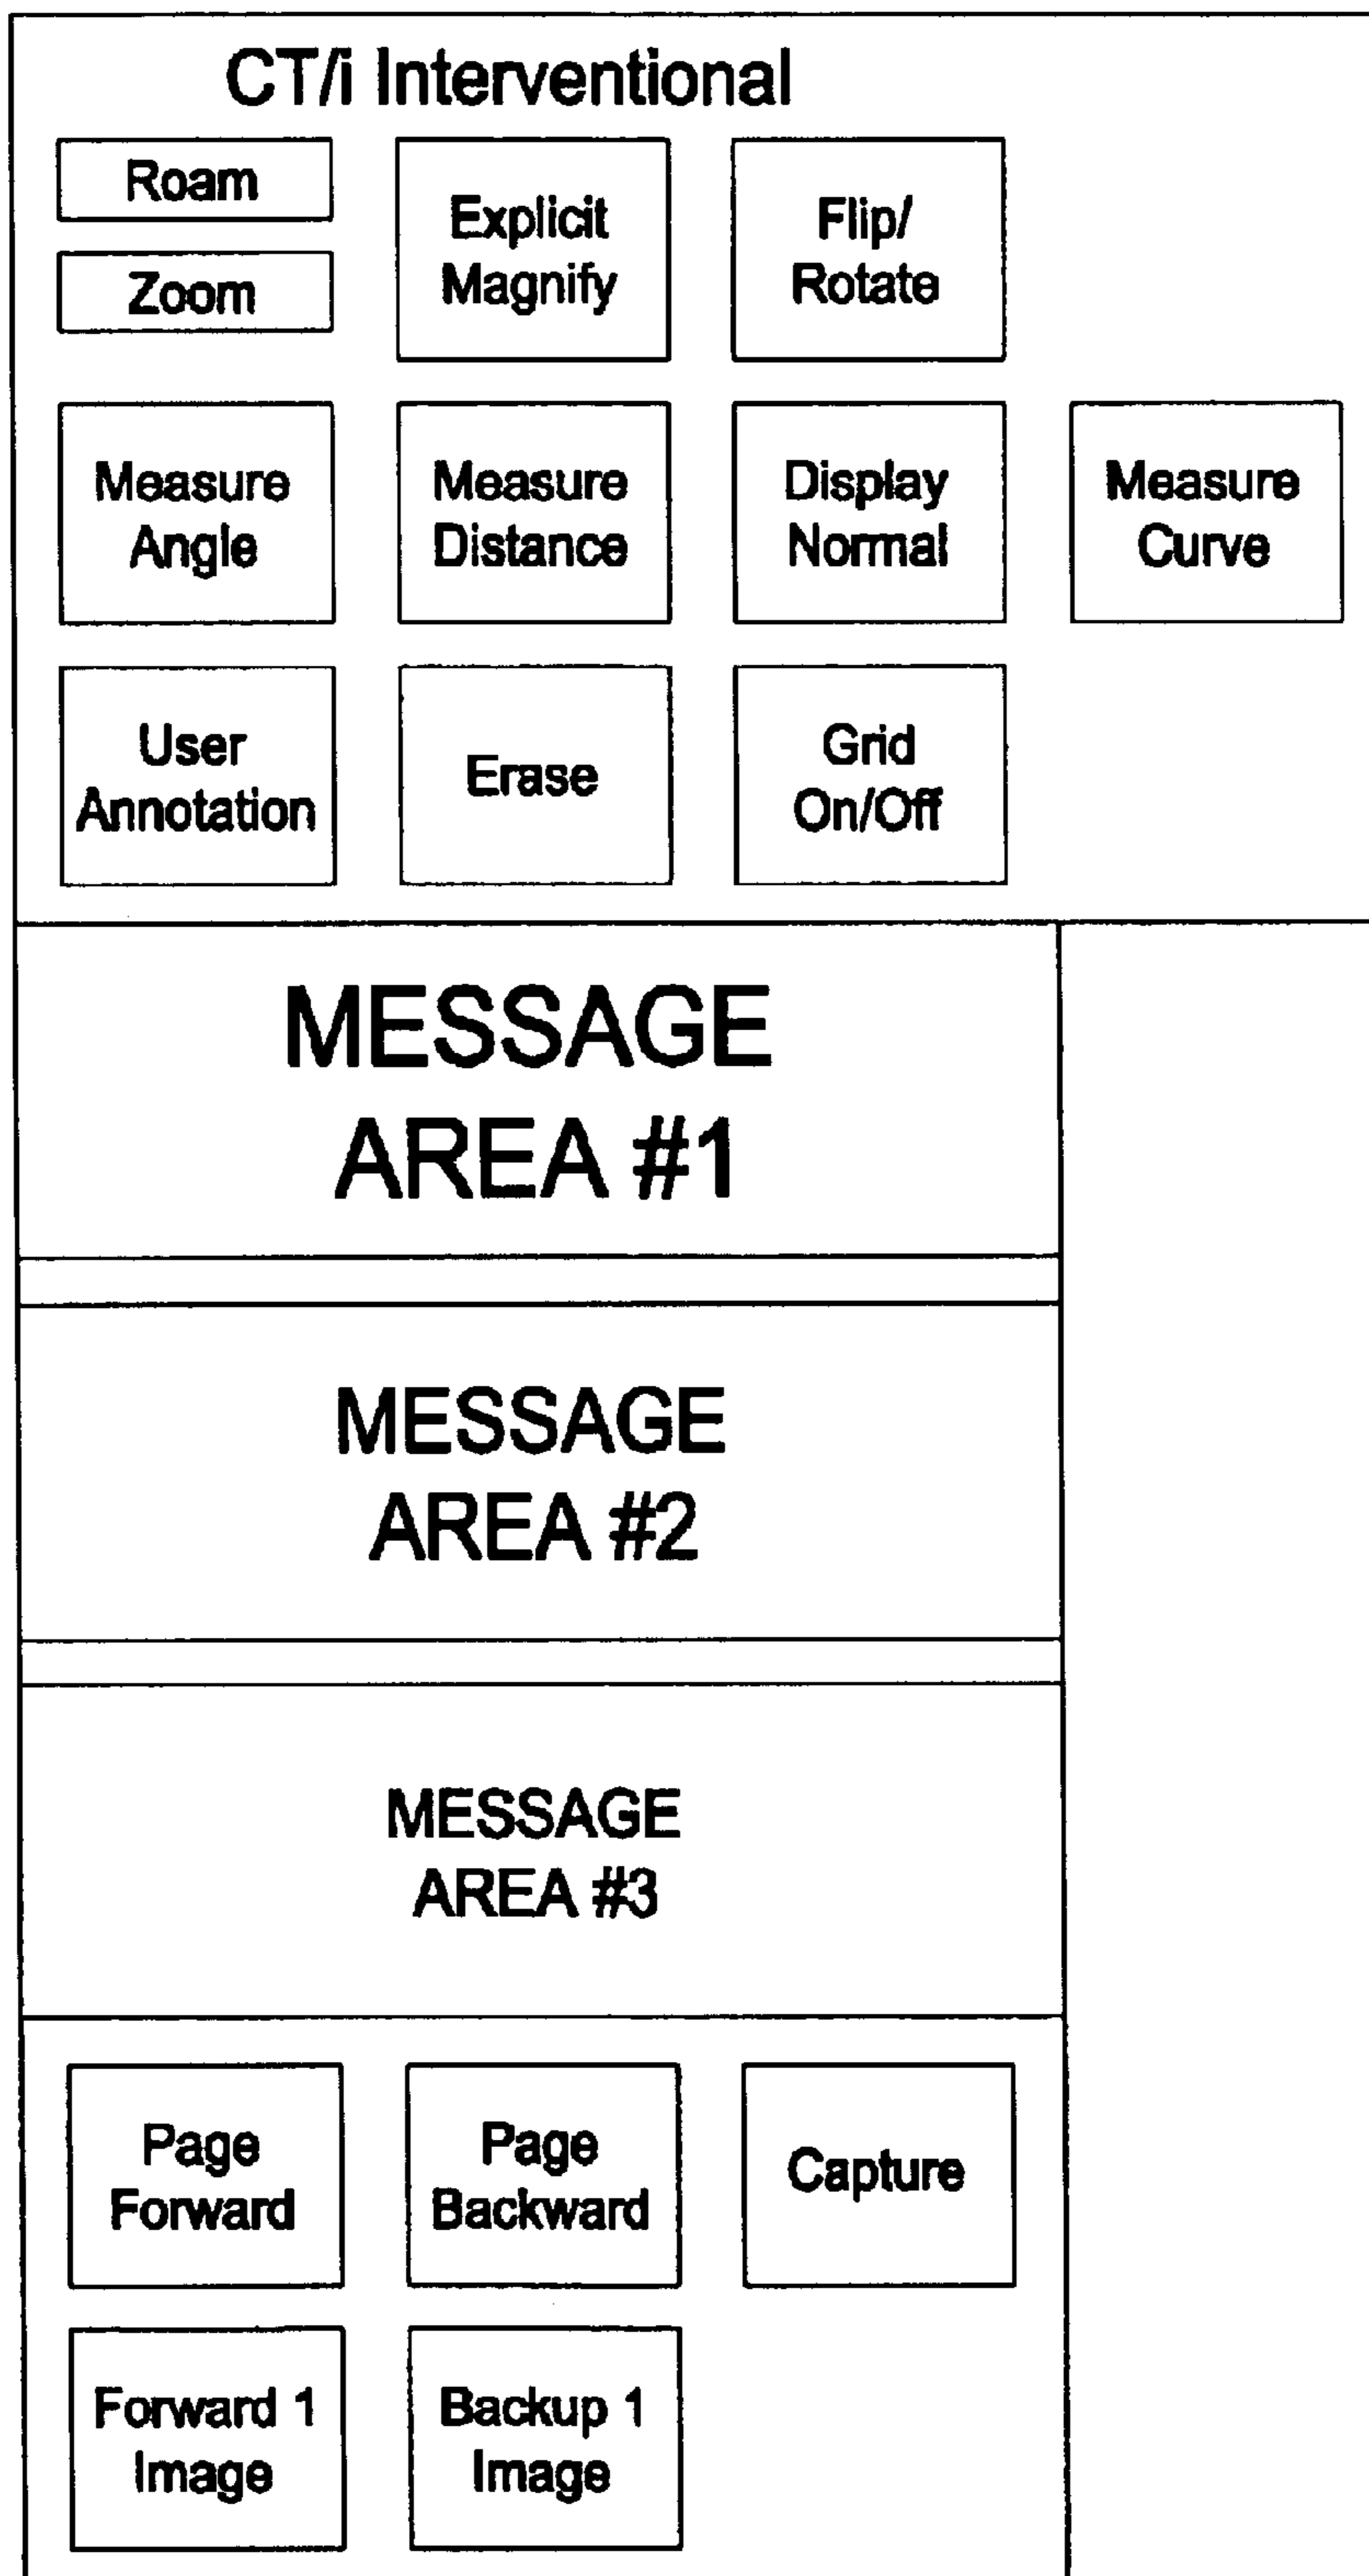 CT/i Interventional
Roam
Zoom
Explicit
Magnify
Flip/
Rotate
Measure
Angle
Measure
Distance
Display
Normal
Measure
Curve
User
Annotation
Erase
Grid
On/Off
MESSAGE
AREA #1
MESSAGE
AREA #2
MESSAGE
AREA #3
Page
Forward
Page
Backward
Capture
Forward 1
Image
Backup 1
Image